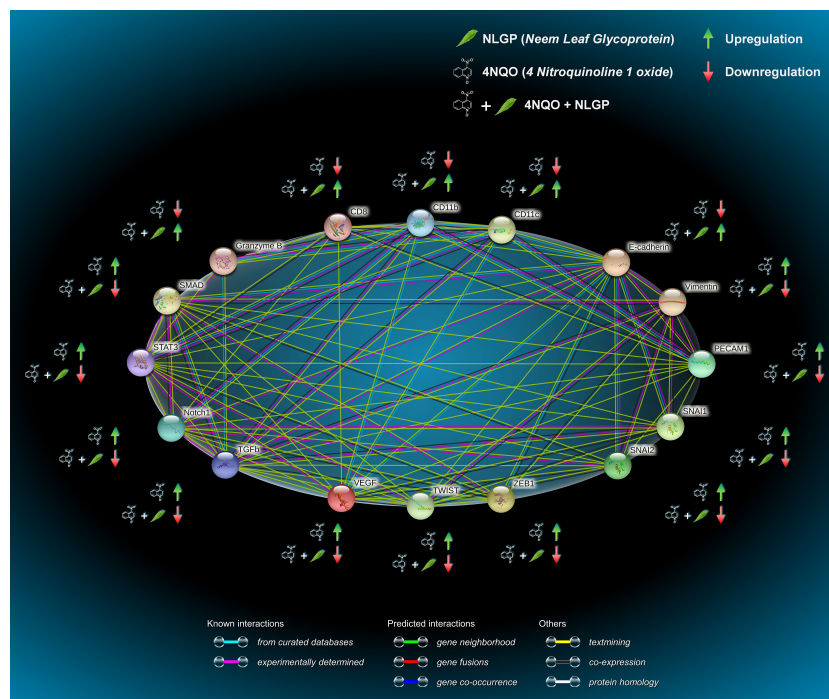 NLGP (Neem Leaf Glycoprotein)
Upregulation
4NQO (4 Nitroquinoline 1 oxide)
Downregulation
+ 4NQO + NLGP
CD8
CD11b
CD11c
Granzyme B
E-cadherin
SMAD
Vimentin
STAT3
PECAM1
Notch1
SNAI1
TGFb
SNAI2
VEGF
TWIST
ZEB1
Known interactions
Predicted interactions
Others
from curated databases
gene neighborhood
textmining
experimentally determined
gene fusions
co-expression
gene co-occurrence
protein homology